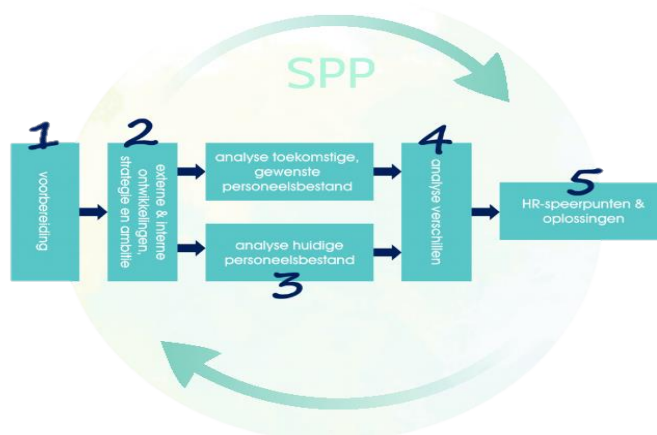 SPP
1
voorbereiding
2
externe & interne
ontwikkelingen,
strategie en ambitie
analyse toekomstige,
gewenste
personeelsbestand
analyse huidige
personeelsbestand
3
4
analyse verschillen
5
HR-speerpunten &
oplossingen